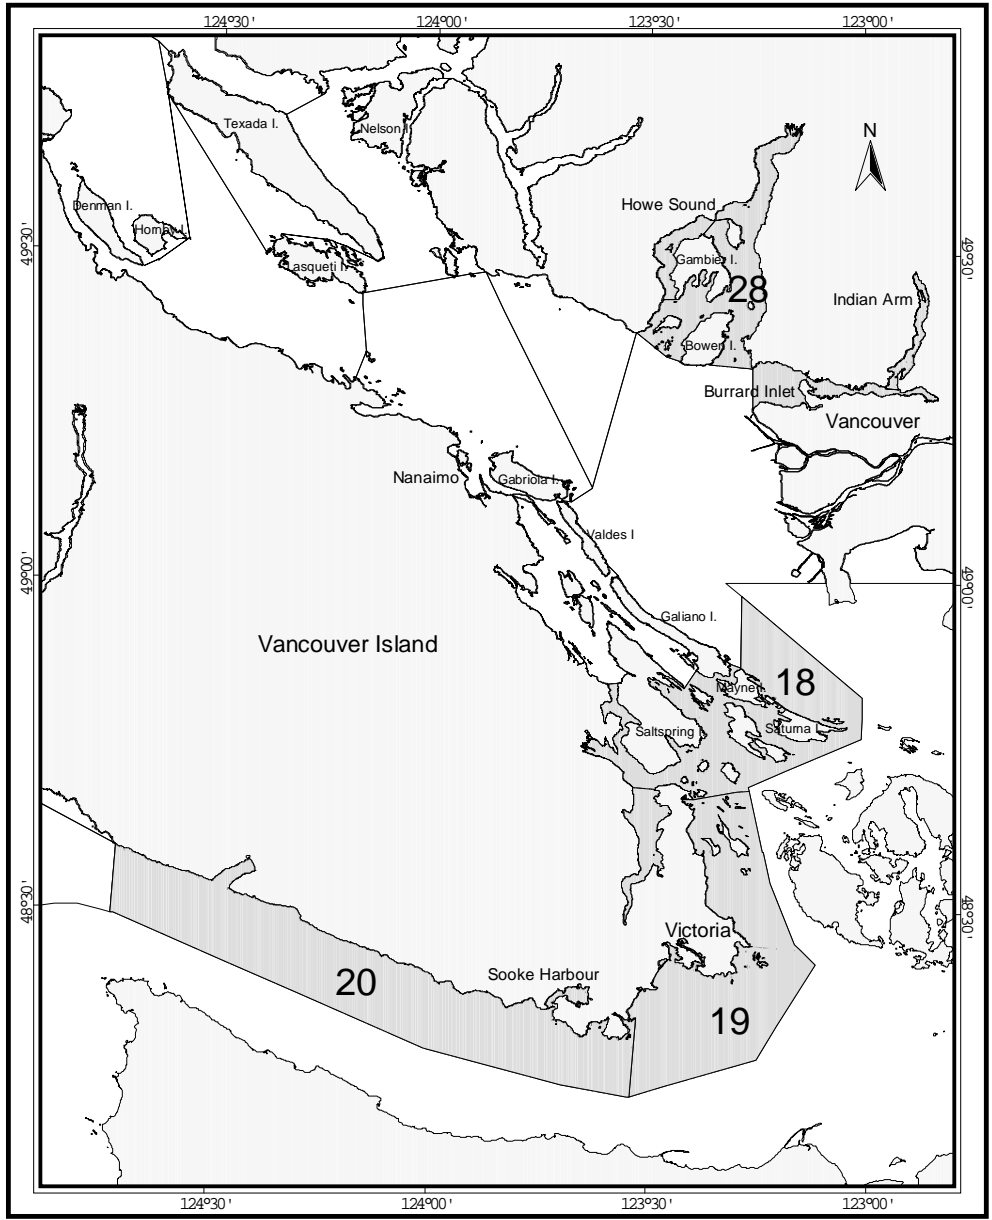 124°30' 124°00' 123°30' 123°00'
N
Texada I.
Nelson I
Denman I.
Hornby I.
Howe Sound
49°30' 49°30'
Gambier I.
Lasqueti I.
28
Indian Arm
Bowen I.
Burrard Inlet
Vancouver
Nanaimo
Gabriola I.
Valdes I
49°00' 49°00'
Galiano I.
Vancouver Island
18
Mayne I.
Saltspring I
Saturna I.
48°30' 48°30'
Victoria
Sooke Harbour
20
19
124°30' 124°00' 123°30' 123°00'